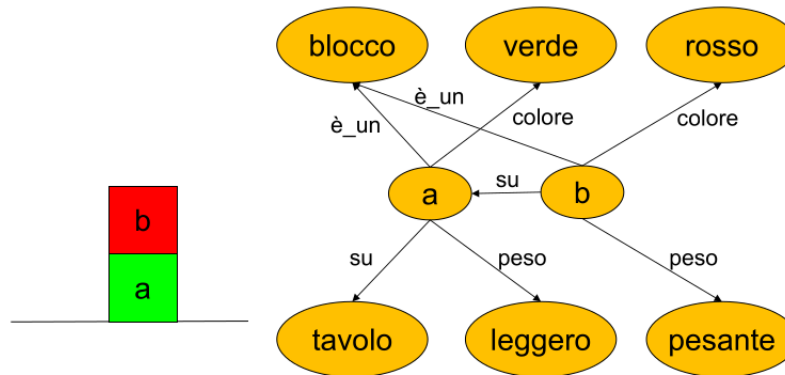 blocco verde rosso
è_un
è_un colore colore
a su b
b
a
su peso peso
tavolo leggero pesante